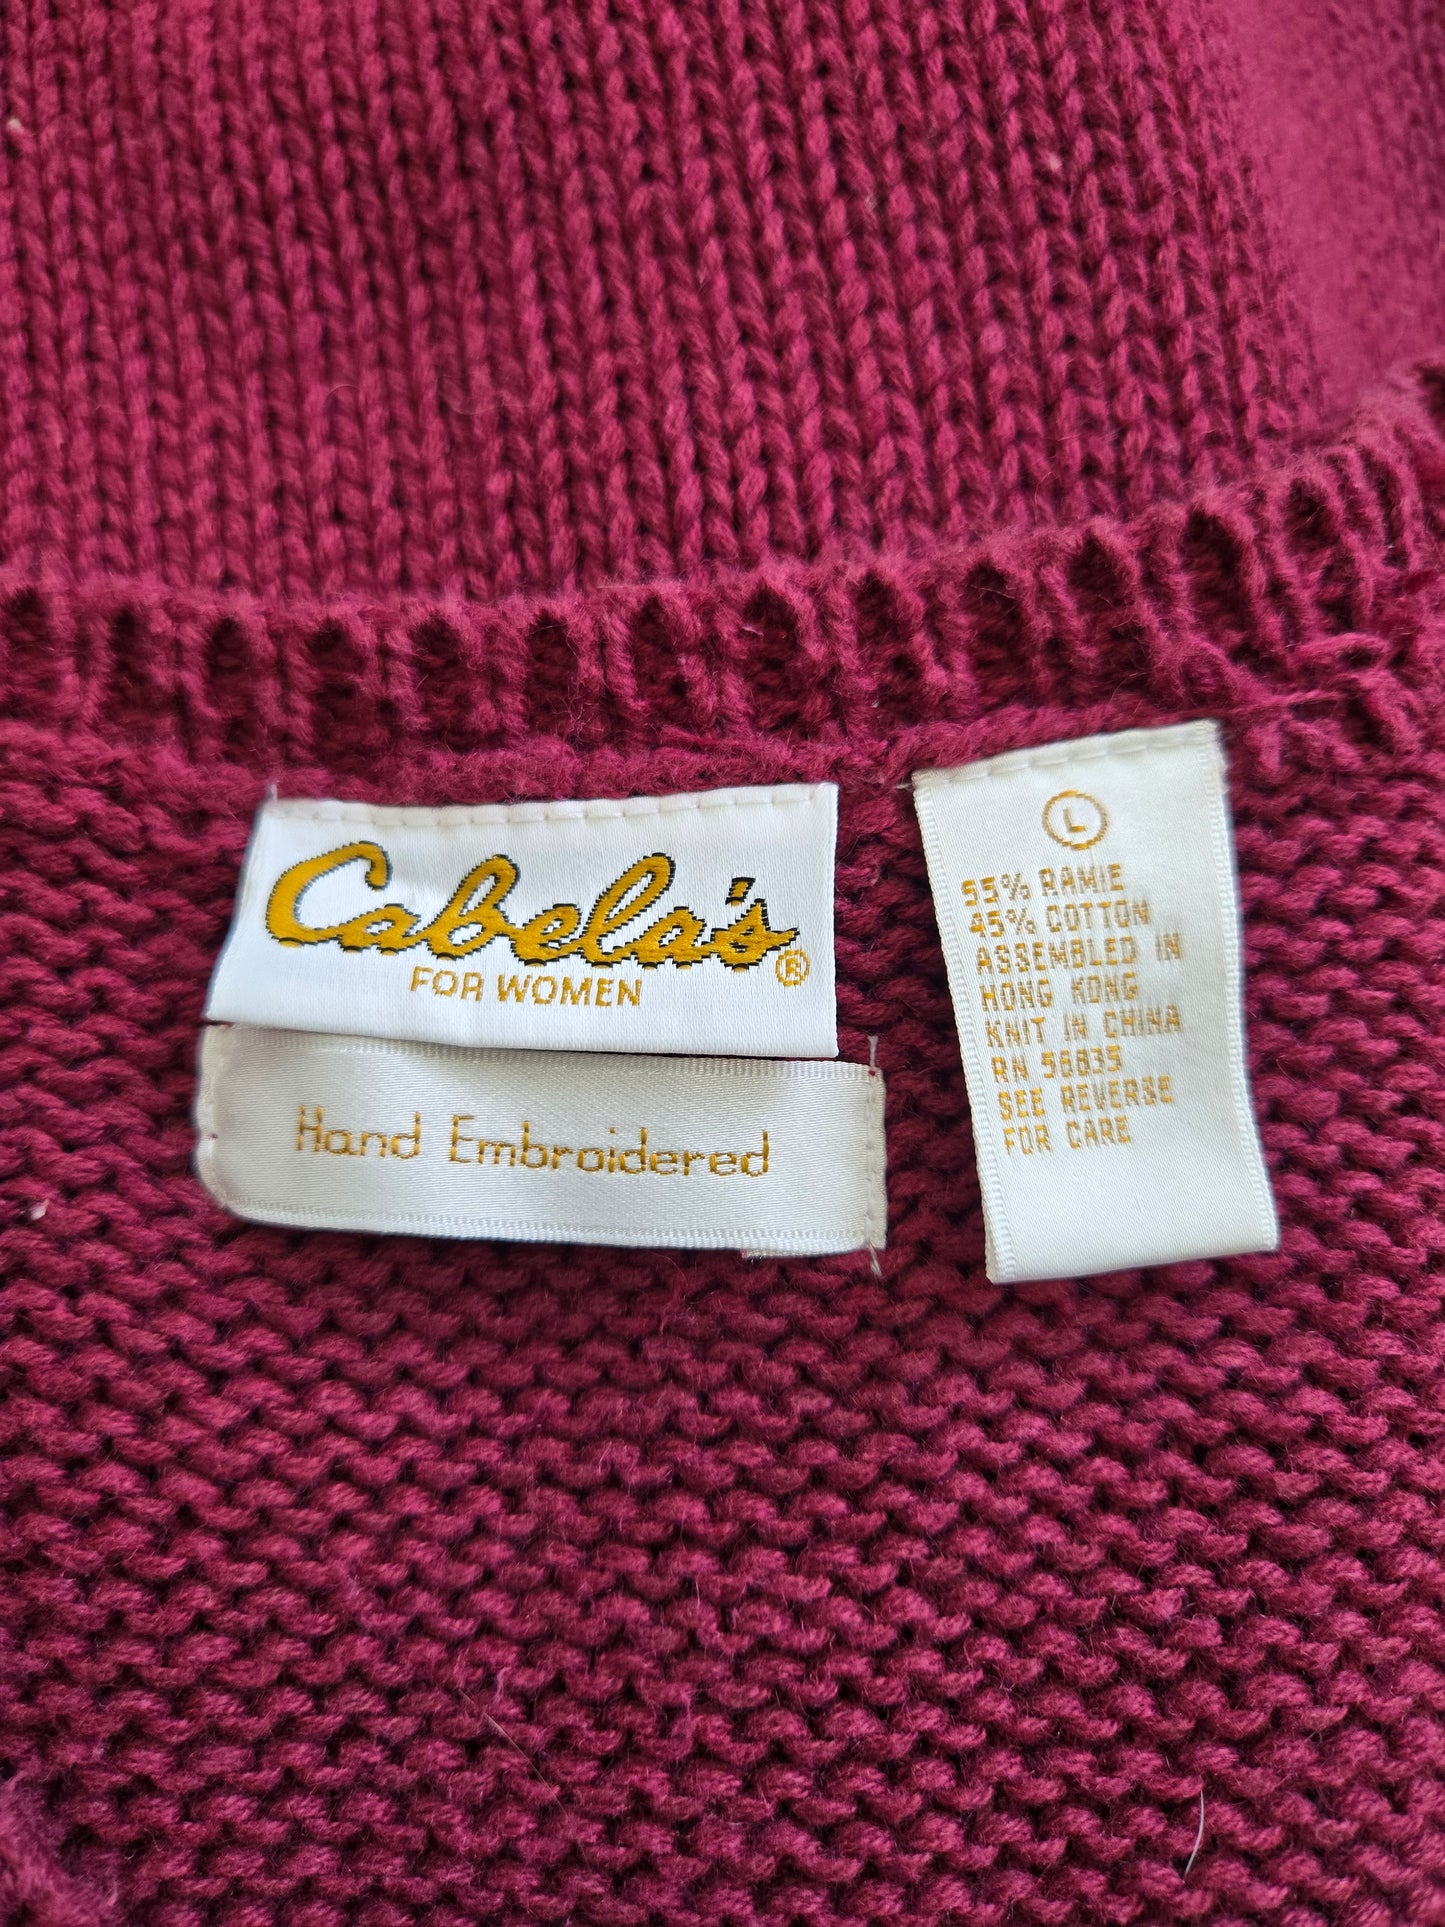 Cabela's®
FOR WOMEN
Hand Embroidered
L
55% RAMIE
45% COTTON
ASSEMBLED IN
HONG KONG
KNIT IN CHINA
RN 56835
SEE REVERSE
FOR CARE